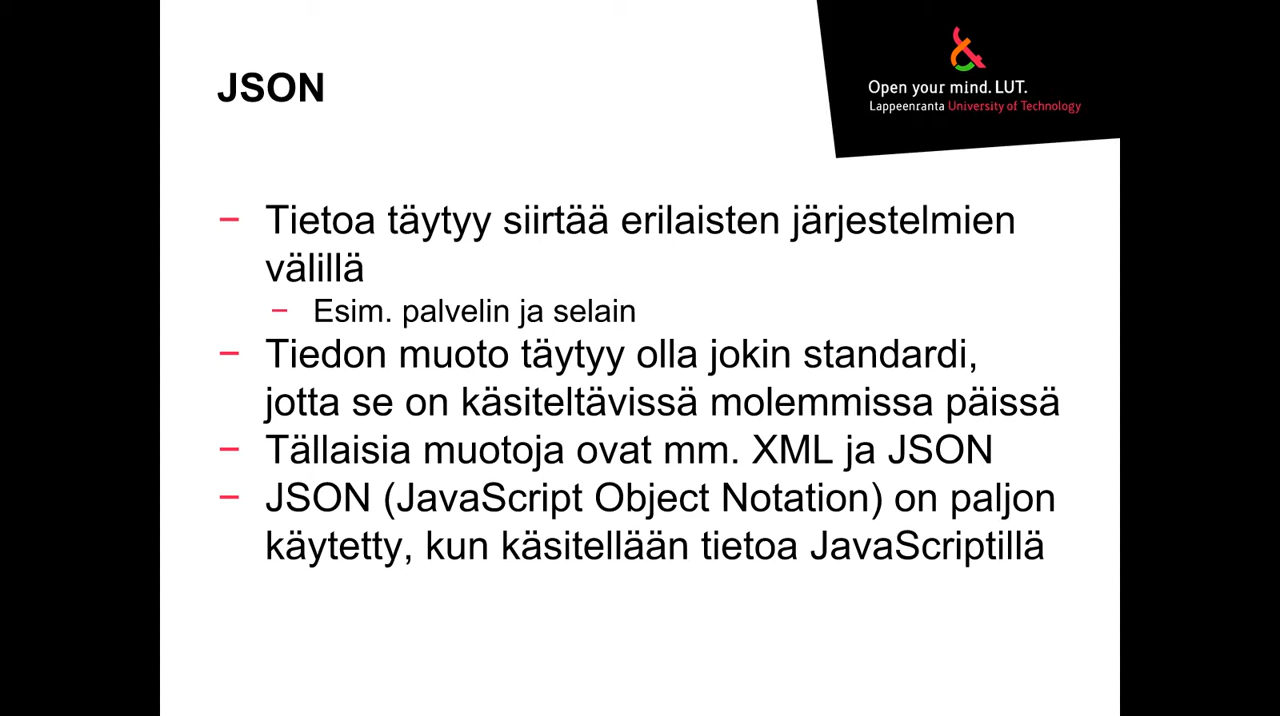 JSON
Open your mind. LUT.
Lappeenranta University of Technology
– Tietoa täytyy siirtää erilaisten järjestelmien
välillä
– Esim. palvelin ja selain
– Tiedon muoto täytyy olla jokin standardi,
jotta se on käsiteltävissä molemmissa päissä
– Tällaisia muotoja ovat mm. XML ja JSON
– JSON (JavaScript Object Notation) on paljon
käytetty, kun käsitellään tietoa JavaScriptillä